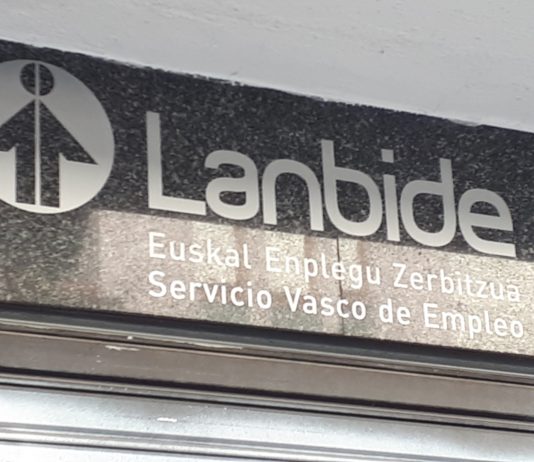 Lanbide
Euskal Enplegu Zerbitzua
Servicio Vasco de Empleo